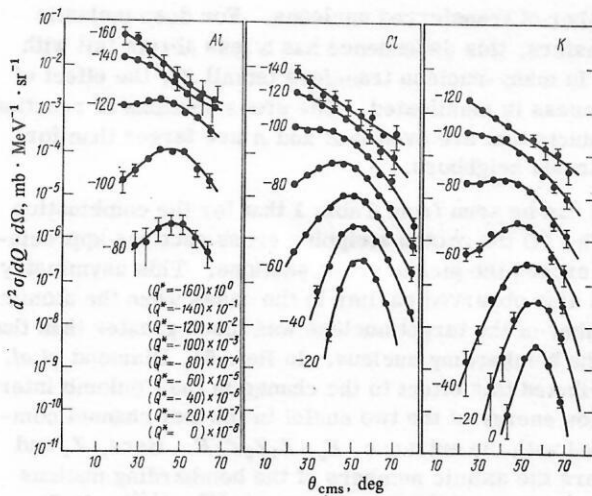 d²σ/dQ*dΩ, mb · MeV⁻¹ · sr⁻¹
10⁻¹
10⁻²
10⁻³
10⁻⁴
10⁻⁵
10⁻⁶
10⁻⁷
10⁻⁸
10⁻⁹
10⁻¹⁰
10⁻¹¹
Al
-160
-140
-120
-100
-80
(Q*=-160)×10⁰
(Q*=-140)×10⁻¹
(Q*=-120)×10⁻²
(Q*=-100)×10⁻³
(Q*= -80)×10⁻⁴
(Q*= -60)×10⁻⁵
(Q*= -40)×10⁻⁶
(Q*= -20)×10⁻⁷
(Q*= 0)×10⁻⁸
10 30 50 70
Cl
-140
-120
-100
-80
-60
-40
-20
10 30 50 70
K
-120
-100
-80
-60
-40
-20
0
10 30 50 70
θcms, deg